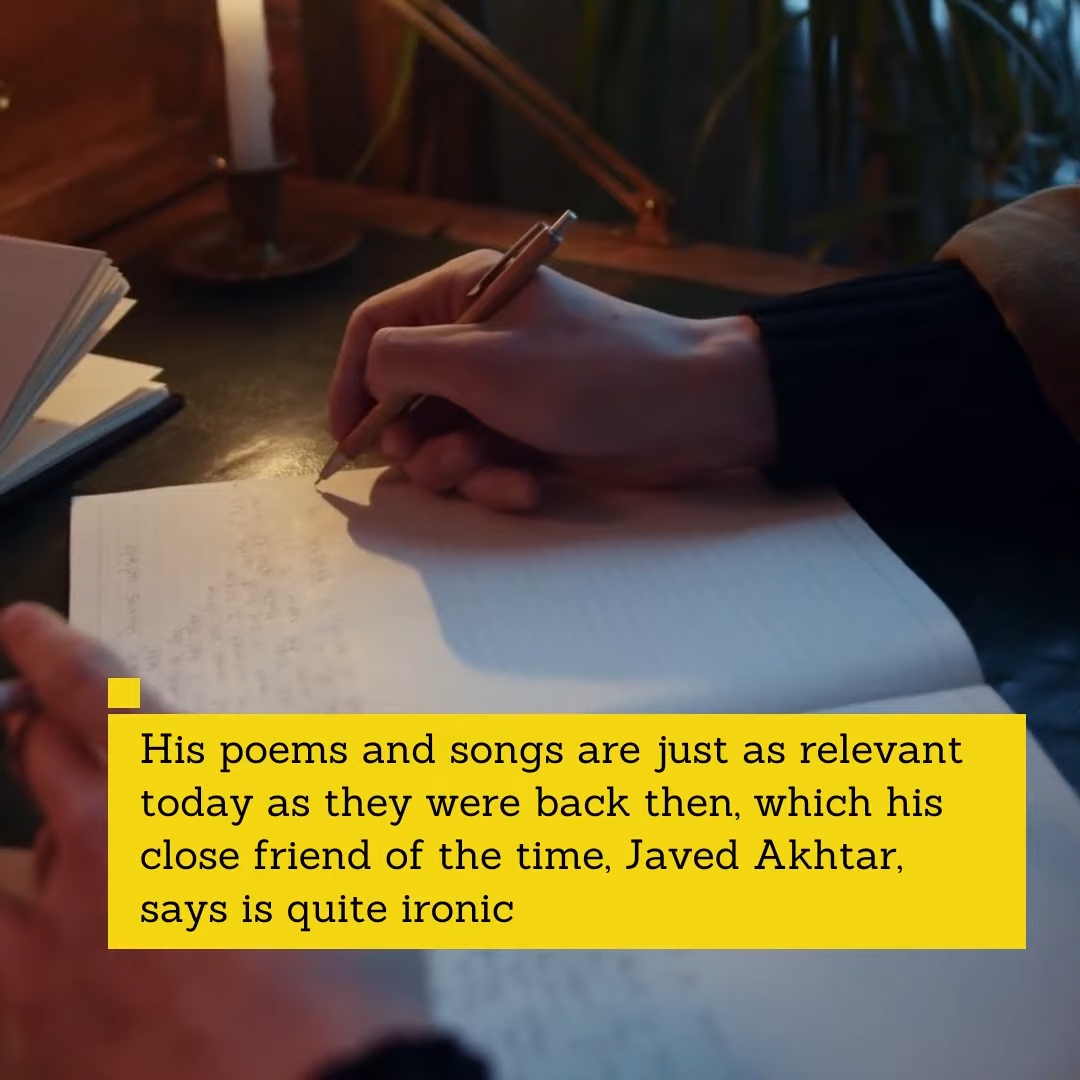 His poems and songs are just as relevant
today as they were back then, which his
close friend of the time, Javed Akhtar,
says is quite ironic